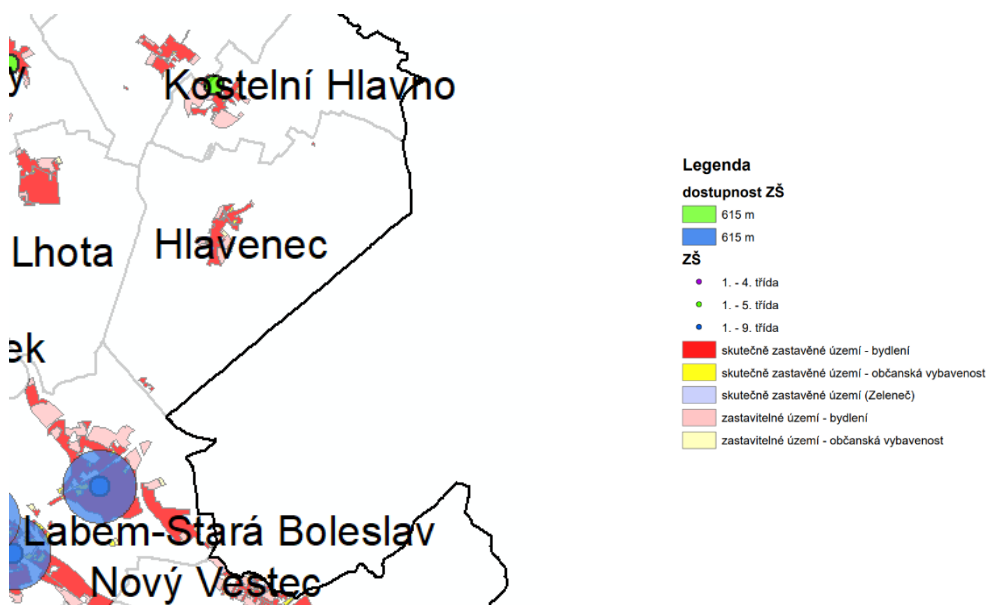 y
Kostelní Hlavno
Lhota
Hlavenec
ek
Labem-Stará Boleslav
Nový Vestec
Legenda
dostupnost ZŠ
615 m
615 m
ZŠ
1. - 4. třída
1. - 5. třída
1. - 9. třída
skutečně zastavěné území - bydlení
skutečně zastavěné území - občanská vybavenost
skutečně zastavěné území (Zeleneč)
zastavitelné území - bydlení
zastavitelné území - občanská vybavenost